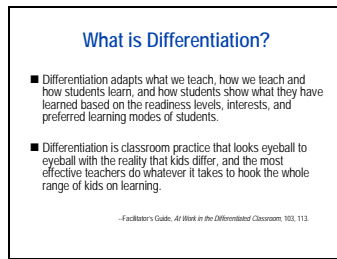 What is Differentiation?
■ Differentiation adapts what we teach, how we teach and
how students learn, and how students show what they have
learned based on the readiness levels, interests, and
preferred learning modes of students.
■ Differentiation is classroom practice that looks eyeball to
eyeball with the reality that kids differ, and the most
effective teachers do whatever it takes to hook the whole
range of kids on learning.
–Facilitator's Guide, At Work in the Differentiated Classroom, 103, 113.